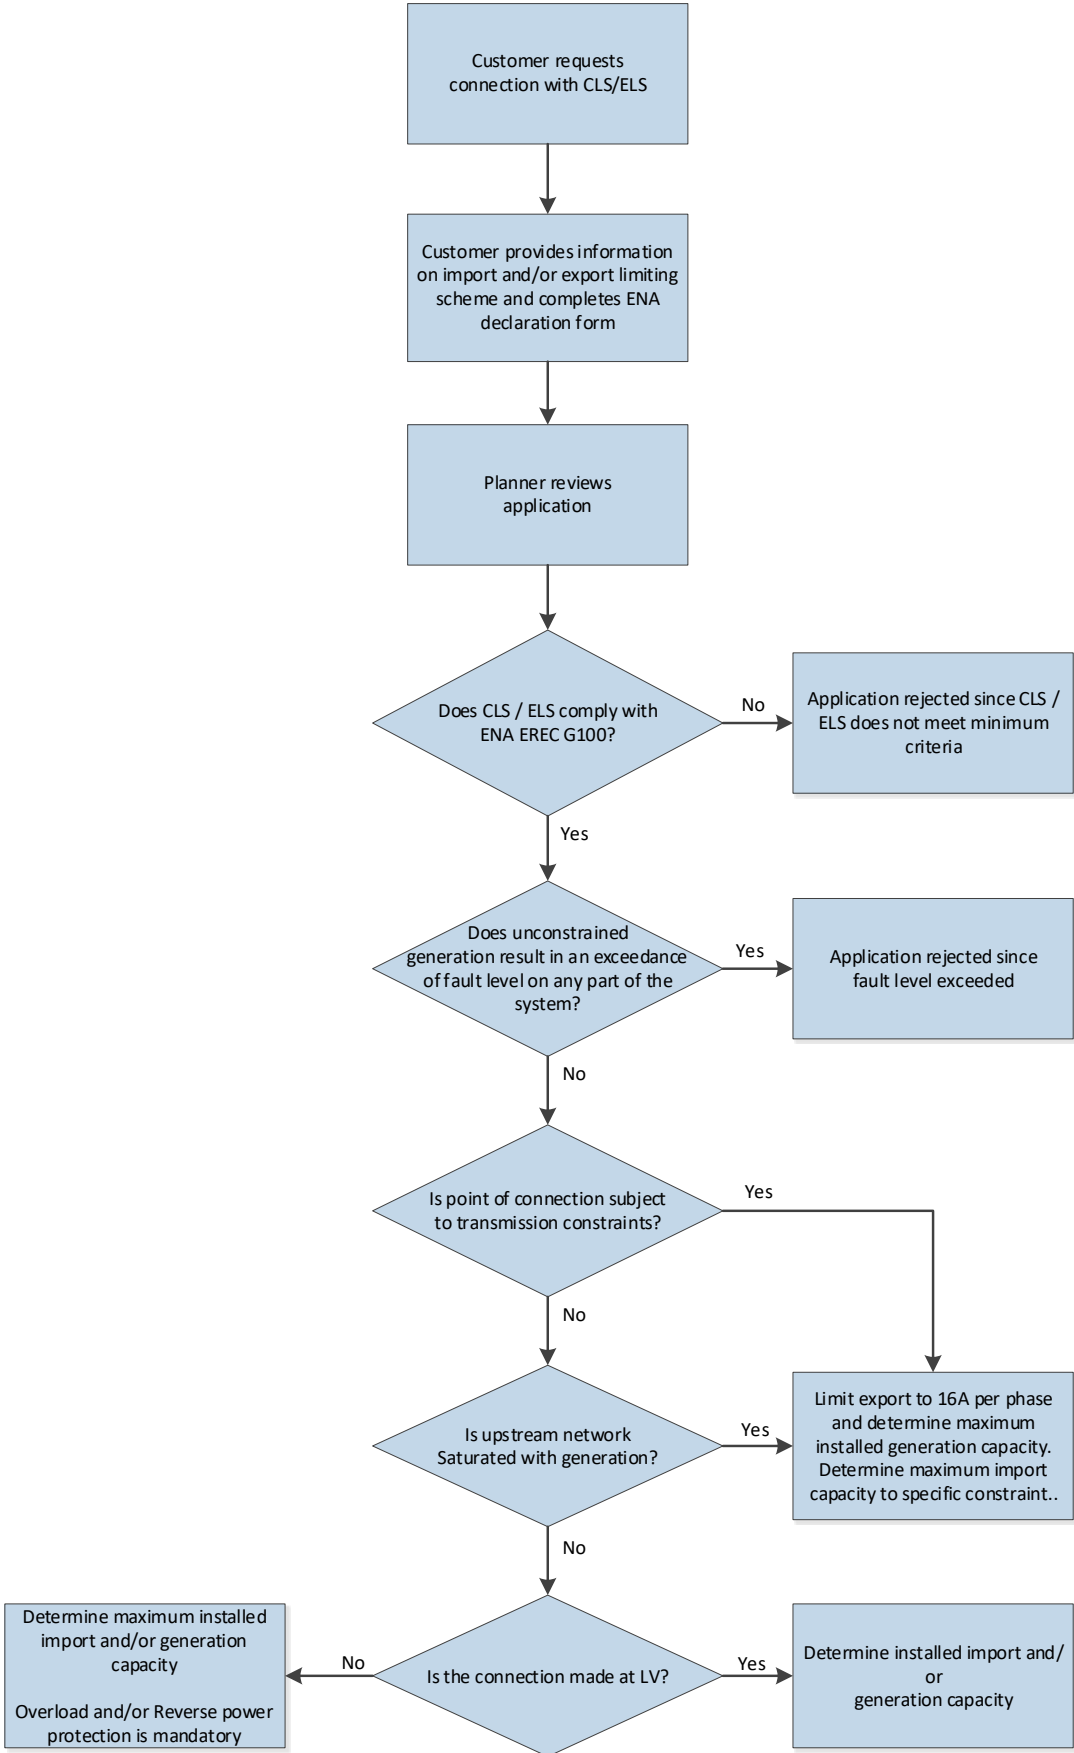 Customer requests
connection with CLS/ELS
Customer provides information
on import and/or export limiting
scheme and completes ENA
declaration form
Planner reviews
application
Does CLS / ELS comply with
ENA EREC G100?
No
Application rejected since CLS /
ELS does not meet minimum
criteria
Yes
Does unconstrained
generation result in an exceedance
of fault level on any part of the
system?
Yes
Application rejected since
fault level exceeded
No
Is point of connection subject
to transmission constraints?
Yes
No
Is upstream network
Saturated with generation?
Yes
Limit export to 16A per phase
and determine maximum
installed generation capacity.
Determine maximum import
capacity to specific constraint..
No
Is the connection made at LV?
No
Determine maximum installed
import and/or generation
capacity
Overload and/or Reverse power
protection is mandatory
Yes
Determine installed import and/
or
generation capacity